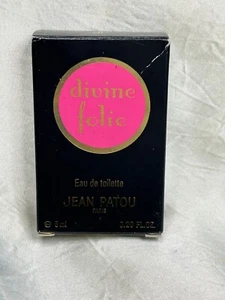 divine
folie
Eau de toilette
JEAN PATOU
PARIS